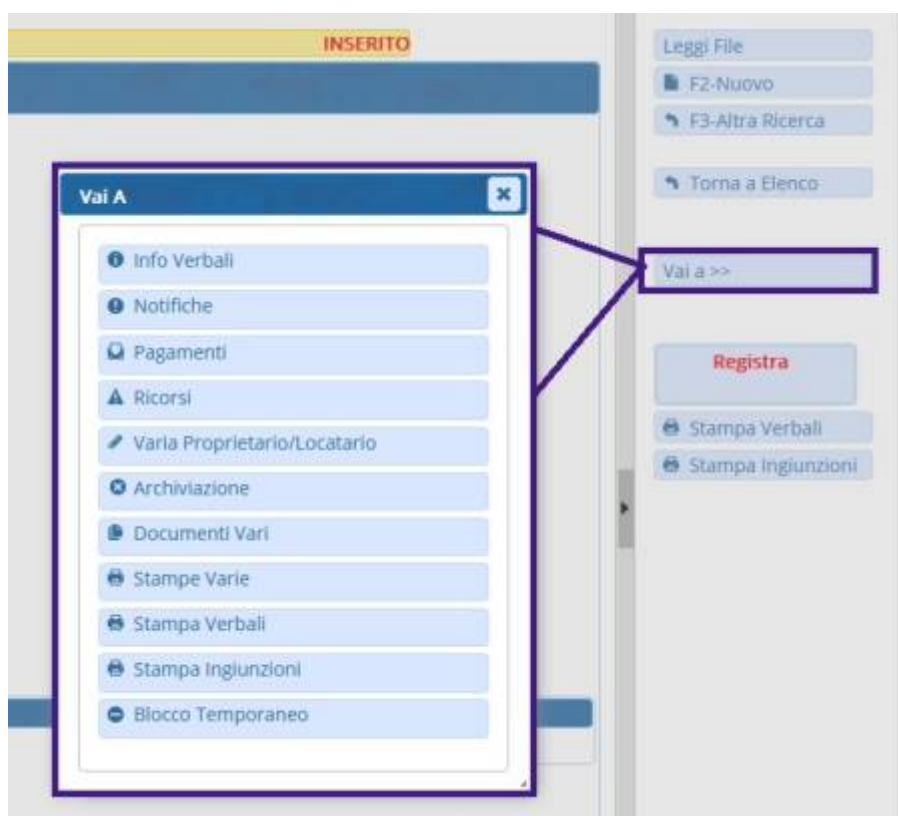 INSERITO
Leggi File
F2-Nuovo
F3-Altra Ricerca
Torna a Elenco
Vai a >>
Registra
Stampa Verbali
Stampa Ingiunzioni
Vai A
Info Verbali
Notifiche
Pagamenti
Ricorsi
Varia Proprietario/Locatario
Archiviazione
Documenti Vari
Stampe Varie
Stampa Verbali
Stampa Ingiunzioni
Blocco Temporaneo